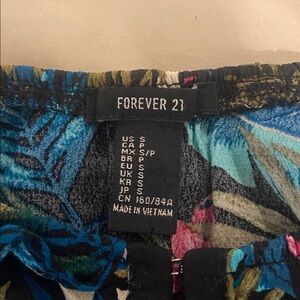 FOREVER 21
US S
CA P
MX S/P
BR P
EU S
UK S
KR S
JP S
CN 160/84A
MADE IN VIETNAM